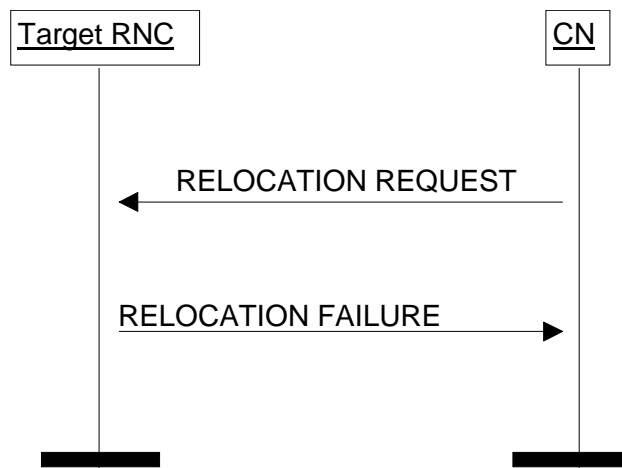 Target RNC
CN
RELOCATION REQUEST
RELOCATION FAILURE